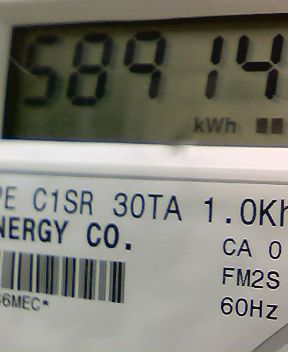 58914
kWh
PE C1SR 30TA 1.0Kh
NERGY CO.
CA 0
FM2S
6MEC*
60Hz